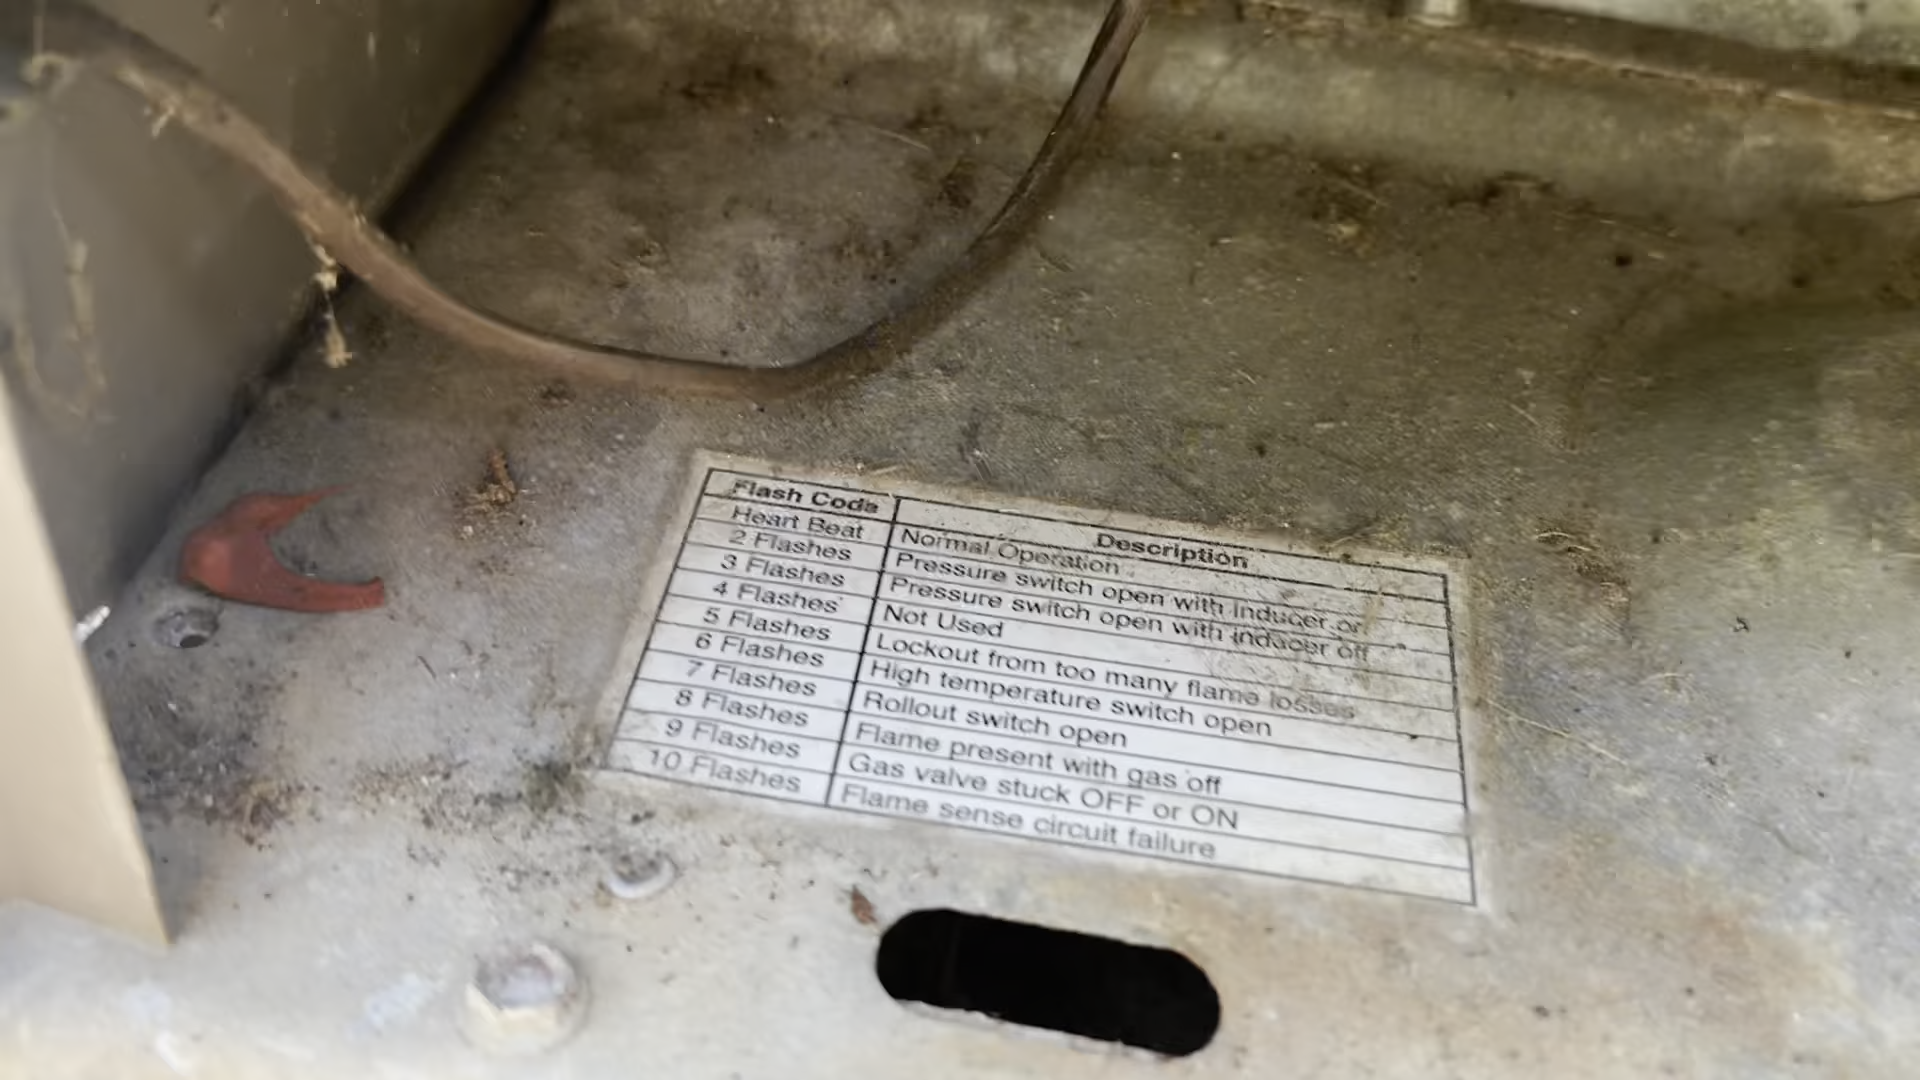 Flash Code Description
Heart Beat Normal Operation
2 Flashes Pressure switch open with inducer on
3 Flashes Pressure switch open with inducer off
4 Flashes Not Used
5 Flashes Lockout from too many flame losses
6 Flashes High temperature switch open
7 Flashes Rollout switch open
8 Flashes Flame present with gas off
9 Flashes Gas valve stuck OFF or ON
10 Flashes Flame sense circuit failure